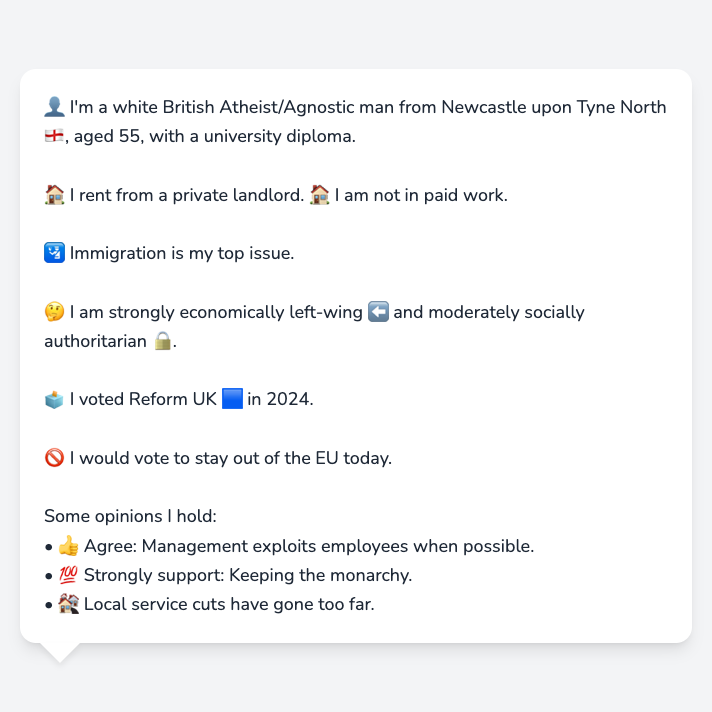 👤 I'm a white British Atheist/Agnostic man from Newcastle upon Tyne North
🏴󠁧󠁢󠁥󠁮󠁧󠁿, aged 55, with a university diploma.
🏠 I rent from a private landlord. 🏠 I am not in paid work.
🛂 Immigration is my top issue.
🤔 I am strongly economically left-wing ⬅️ and moderately socially
authoritarian 🔒.
🗳️ I voted Reform UK 🟦 in 2024.
🚫 I would vote to stay out of the EU today.
Some opinions I hold:
• 👍 Agree: Management exploits employees when possible.
• 💯 Strongly support: Keeping the monarchy.
• 🏚️ Local service cuts have gone too far.